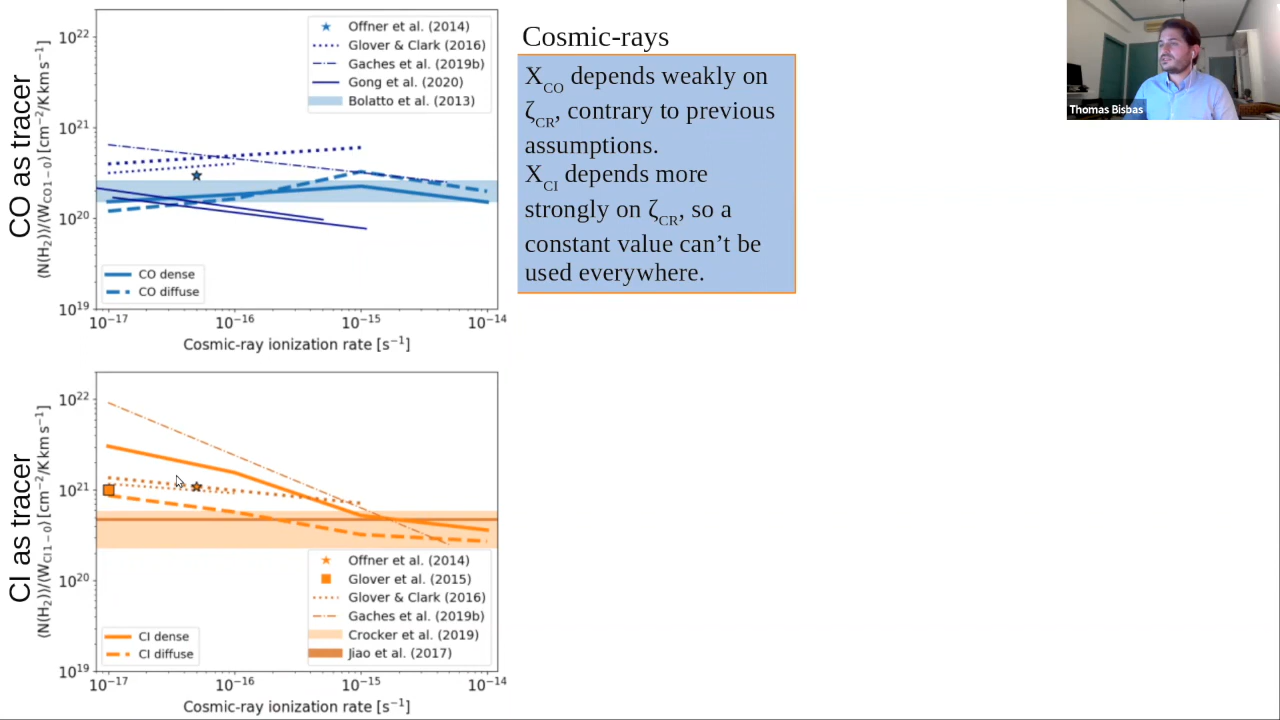 CO as tracer
⟨N(H₂)⟩/⟨W_CO1−0⟩ [cm⁻²/K km s⁻¹]
10²²
10²¹
10²⁰
10¹⁹
Offner et al. (2014)
Glover & Clark (2016)
Gaches et al. (2019b)
Gong et al. (2020)
Bolatto et al. (2013)
CO dense
CO diffuse
10⁻¹⁷ 10⁻¹⁶ 10⁻¹⁵ 10⁻¹⁴
Cosmic-ray ionization rate [s⁻¹]
Cosmic-rays
X_CO depends weakly on
ζ_CR, contrary to previous
assumptions.
X_CI depends more
strongly on ζ_CR, so a
constant value can't be
used everywhere.
Thomas Bisbas
CI as tracer
⟨N(H₂)⟩/⟨W_CI1−0⟩ [cm⁻²/K km s⁻¹]
10²²
10²¹
10²⁰
10¹⁹
Offner et al. (2014)
Glover et al. (2015)
Glover & Clark (2016)
Gaches et al. (2019b)
Crocker et al. (2019)
Jiao et al. (2017)
CI dense
CI diffuse
10⁻¹⁷ 10⁻¹⁶ 10⁻¹⁵ 10⁻¹⁴
Cosmic-ray ionization rate [s⁻¹]